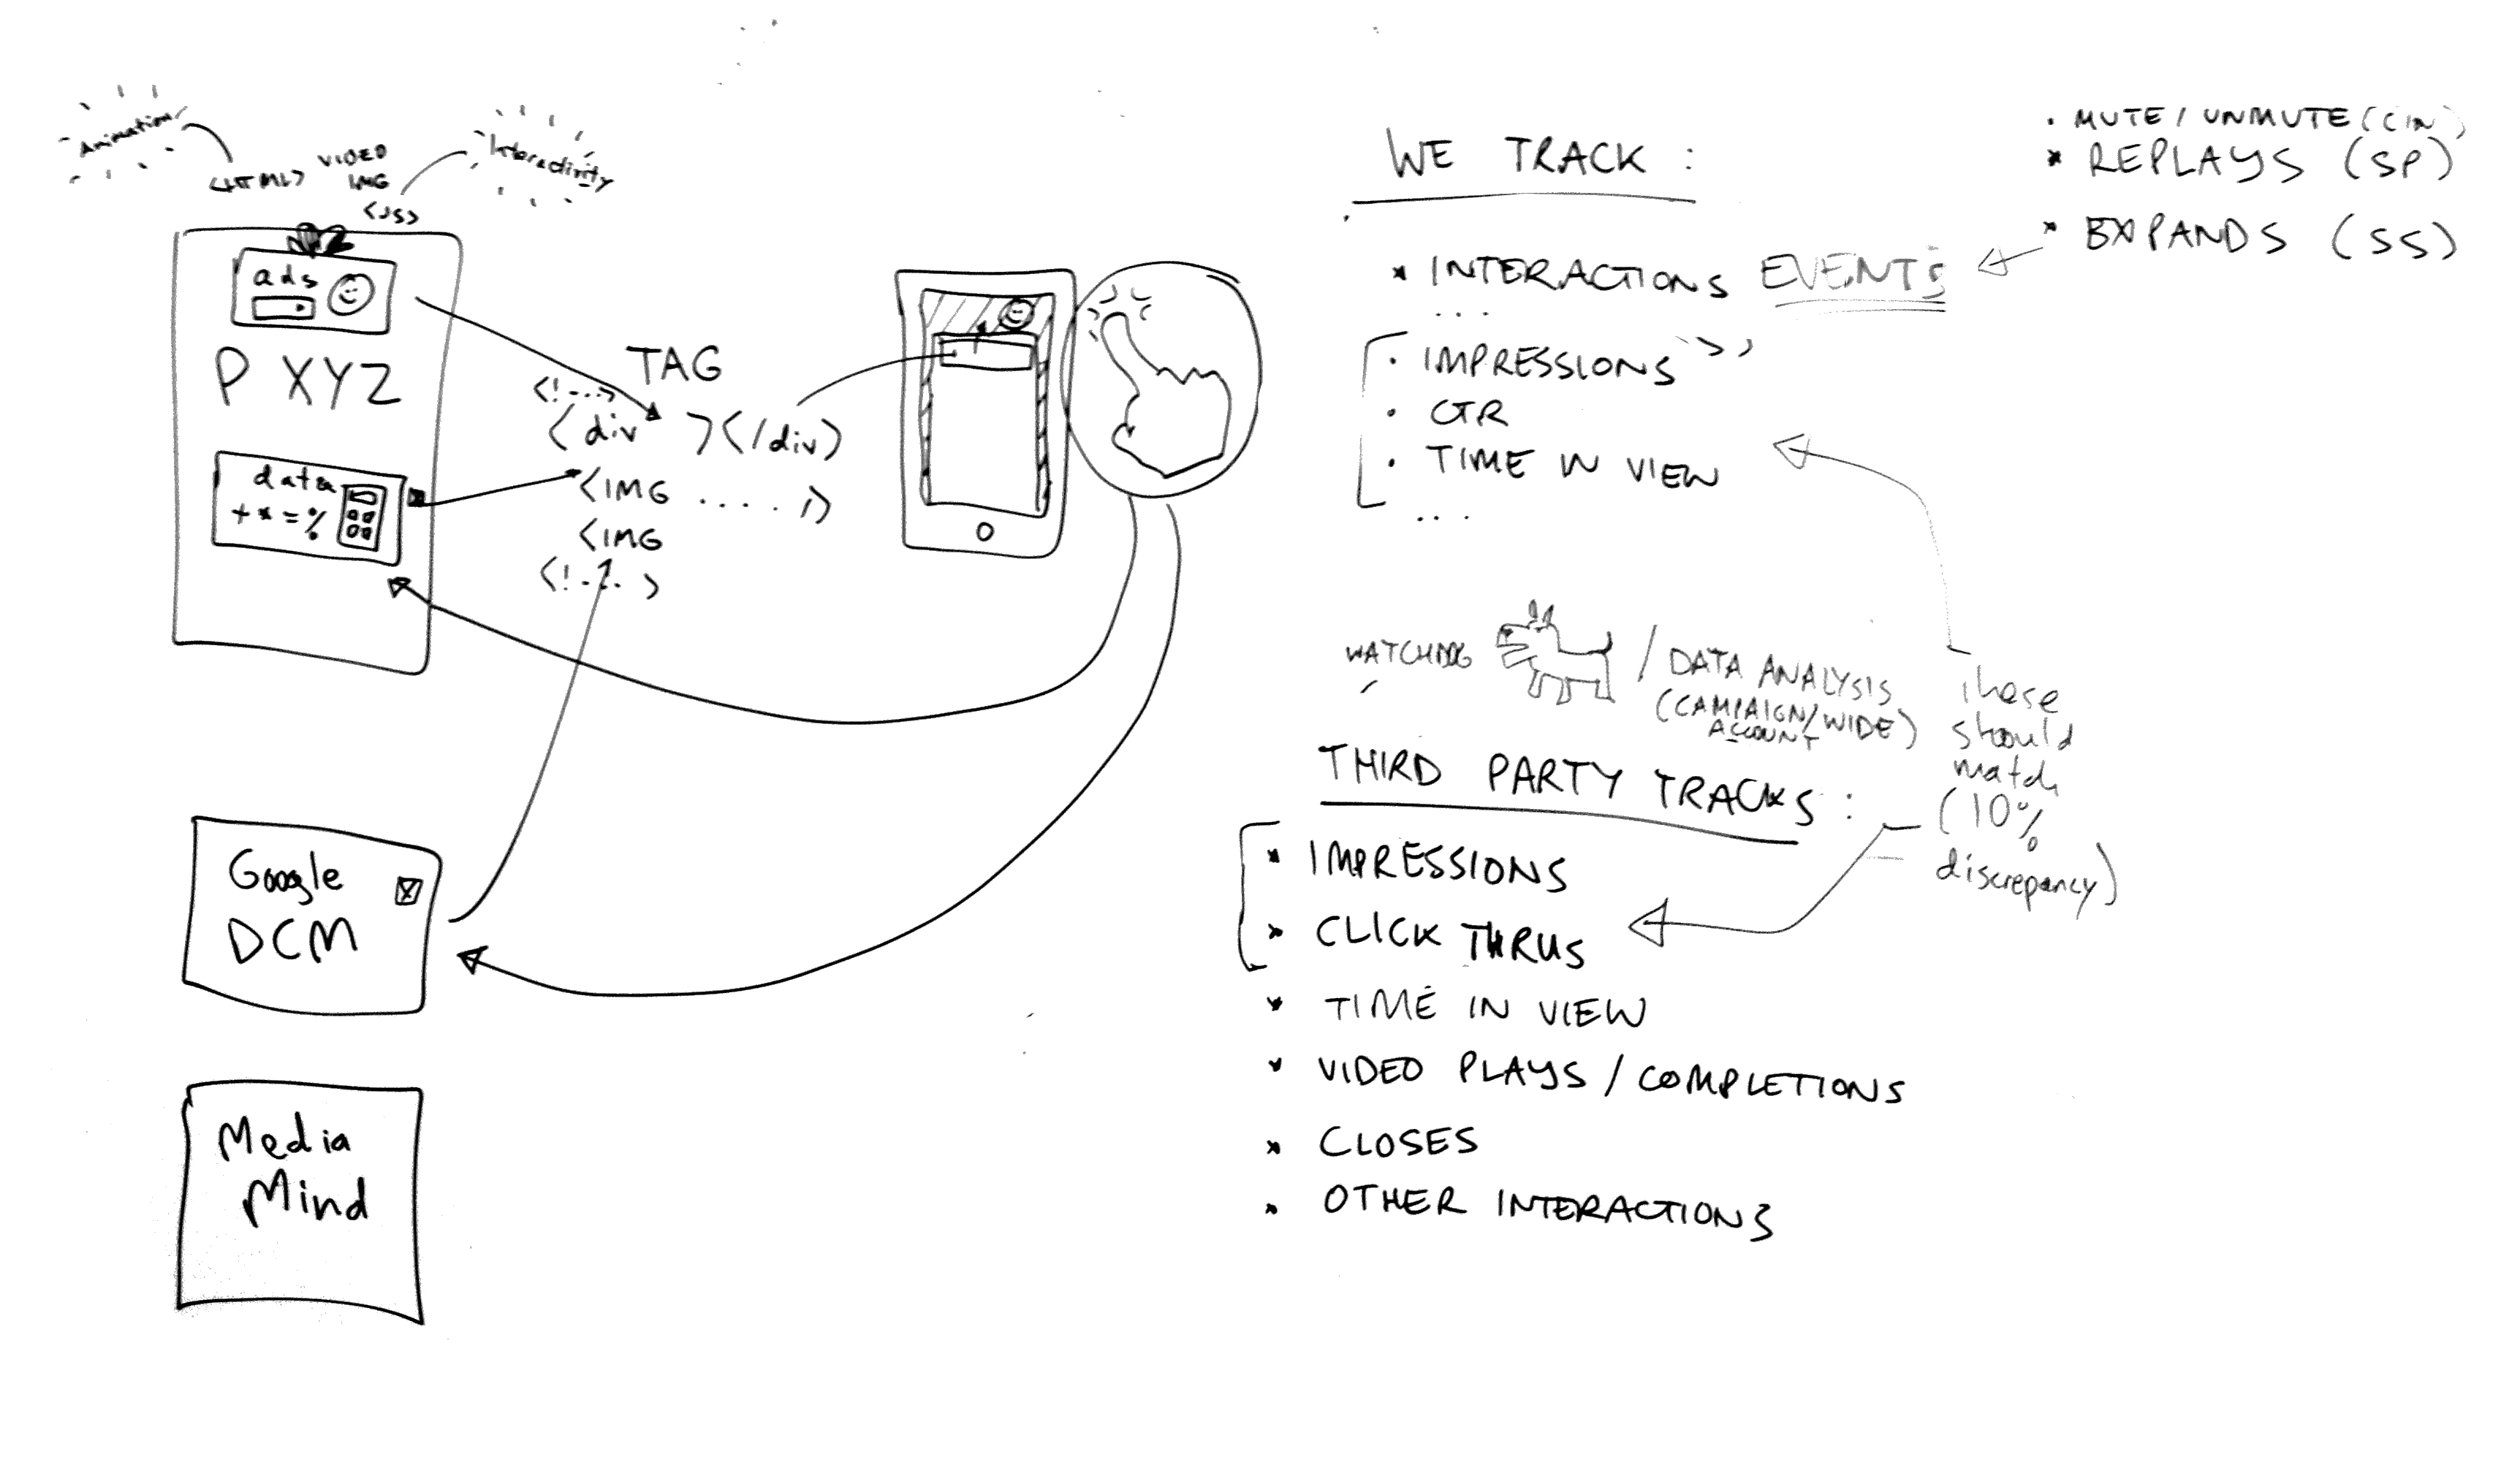 Animation
<HTML>
VIDEO
IMG
<JS>
Interactivity
ads
P XYZ
data
+ * = %
TAG
<!-...>
<div ></div>
<IMG .... />
<IMG
<!-.. >
Google
DCM
Media
Mind
WE TRACK :
* INTERACTIONS EVENTS
...
• IMPRESSIONS
• CTR
• TIME IN VIEW
...
• MUTE / UNMUTE (CIN)
* REPLAYS (SP)
* EXPANDS (SS)
WATCHDOG / DATA ANALYSIS
(CAMPAIGN/WIDE)
ACCOUNT
these
should
match
(10%
discrepancy)
THIRD PARTY TRACKS :
* IMPRESSIONS
* CLICK THRUS
* TIME IN VIEW
* VIDEO PLAYS / COMPLETIONS
* CLOSES
* OTHER INTERACTIONS